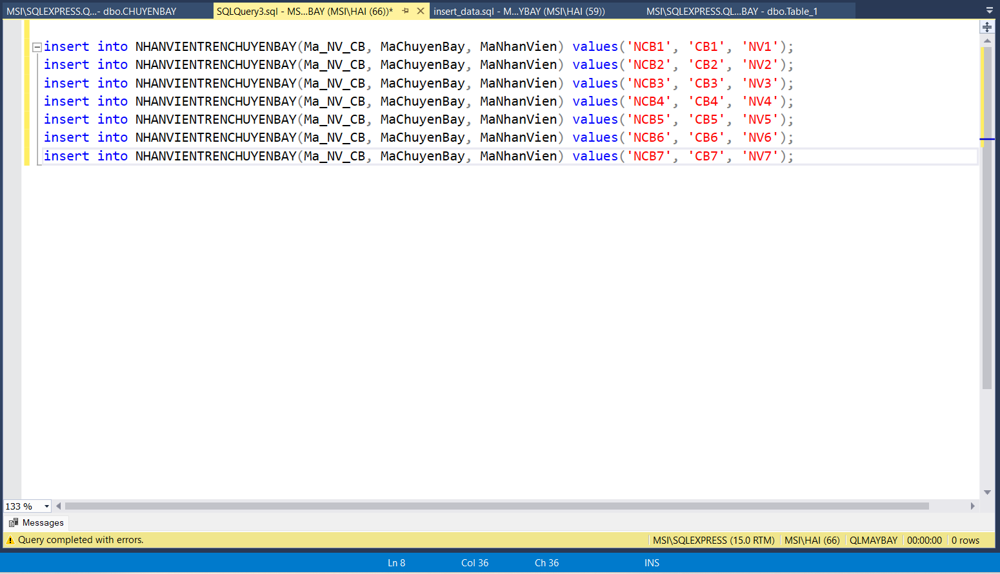 MSI\SQLEXPRESS.Q...- dbo.CHUYENBAY
SQLQuery3.sql - MS...BAY (MSI\HAI (66))*
insert_data.sql - M...YBAY (MSI\HAI (59))
MSI\SQLEXPRESS.QL...BAY - dbo.Table_1
insert into NHANVIENTRENCHUYENBAY(Ma_NV_CB, MaChuyenBay, MaNhanVien) values('NCB1', 'CB1', 'NV1');
insert into NHANVIENTRENCHUYENBAY(Ma_NV_CB, MaChuyenBay, MaNhanVien) values('NCB2', 'CB2', 'NV2');
insert into NHANVIENTRENCHUYENBAY(Ma_NV_CB, MaChuyenBay, MaNhanVien) values('NCB3', 'CB3', 'NV3');
insert into NHANVIENTRENCHUYENBAY(Ma_NV_CB, MaChuyenBay, MaNhanVien) values('NCB4', 'CB4', 'NV4');
insert into NHANVIENTRENCHUYENBAY(Ma_NV_CB, MaChuyenBay, MaNhanVien) values('NCB5', 'CB5', 'NV5');
insert into NHANVIENTRENCHUYENBAY(Ma_NV_CB, MaChuyenBay, MaNhanVien) values('NCB6', 'CB6', 'NV6');
insert into NHANVIENTRENCHUYENBAY(Ma_NV_CB, MaChuyenBay, MaNhanVien) values('NCB7', 'CB7', 'NV7');
133 %
Messages
Query completed with errors.
MSI\SQLEXPRESS (15.0 RTM)
MSI\HAI (66)
QLMAYBAY
00:00:00
0 rows
Ln 8
Col 36
Ch 36
INS